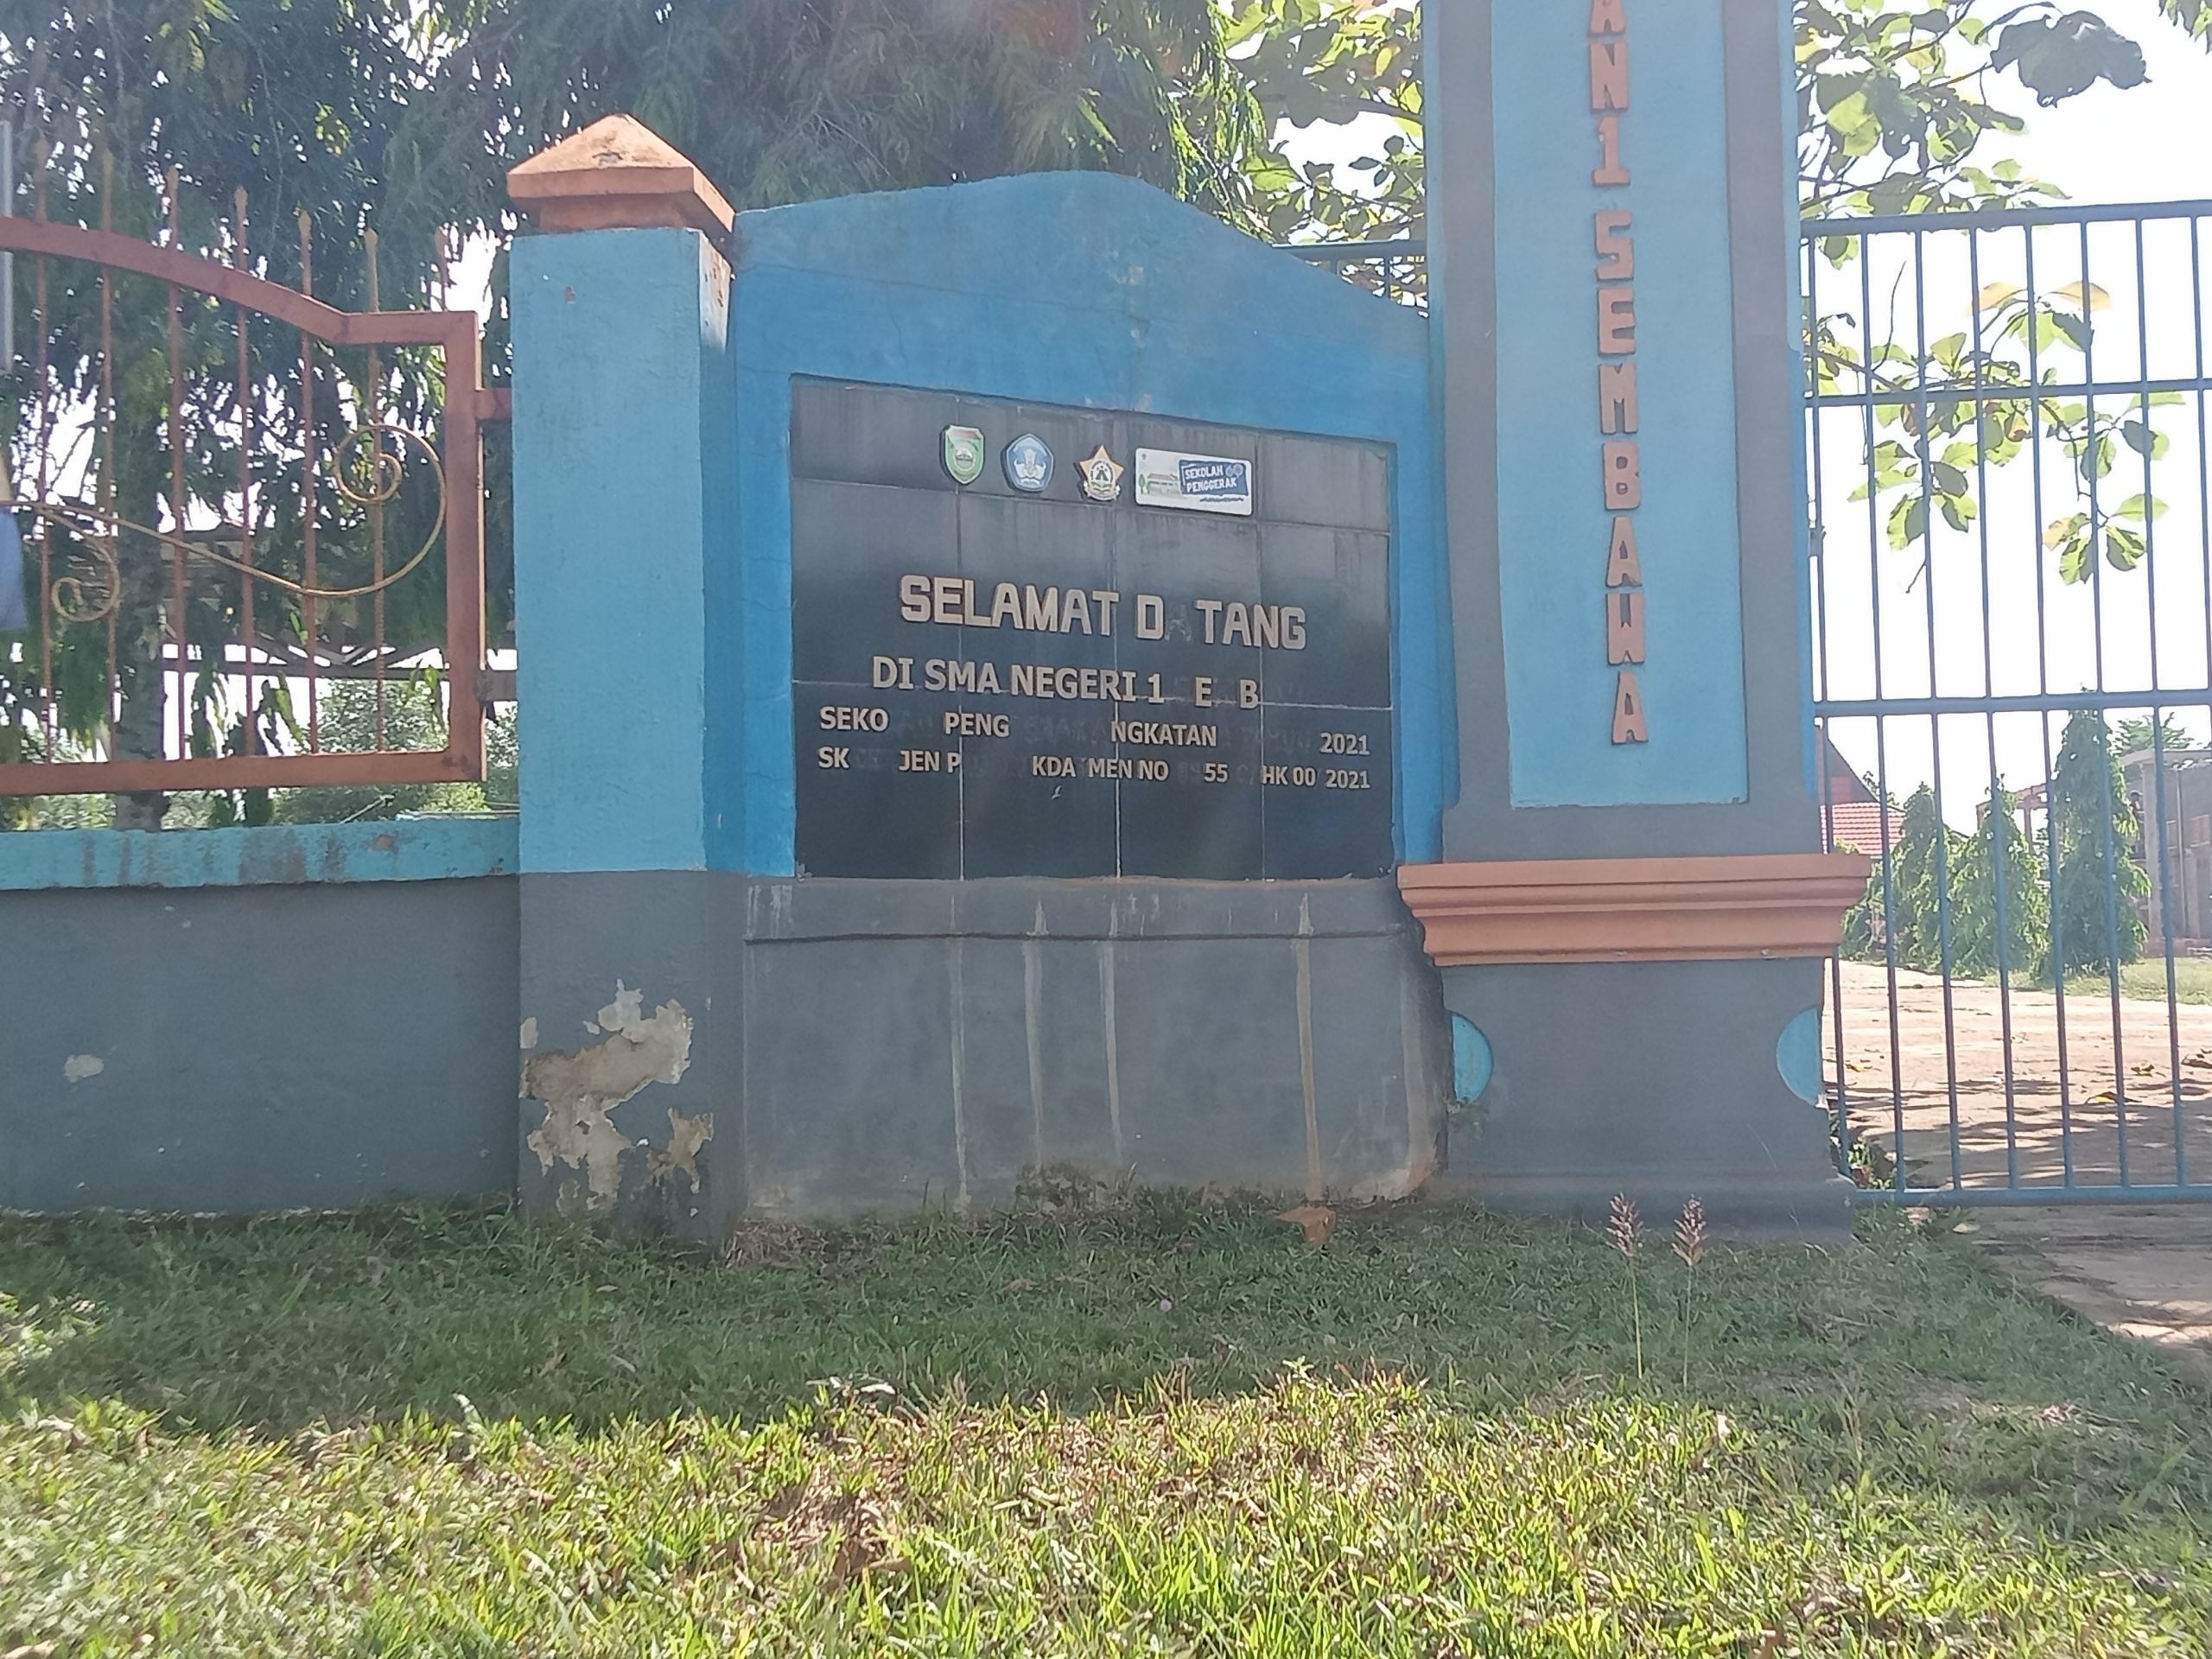 SEKOLAH
PENGGERAK
SELAMAT D TANG
DI SMA NEGERI 1 E B
SEKO PENG NGKATAN 2021
SK JEN P KDA MEN NO 55 HK 00 2021
AN 1 SEMBAWA